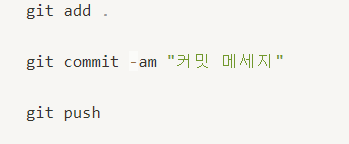 git add .
git commit -am "커밋 메세지"
git push